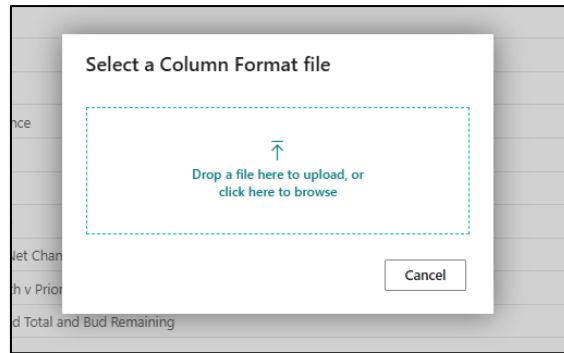 Select a Column Format file
nce
Drop a file here to upload, or
click here to browse
Net Chan
Cancel
th v Prior
d Total and Bud Remaining